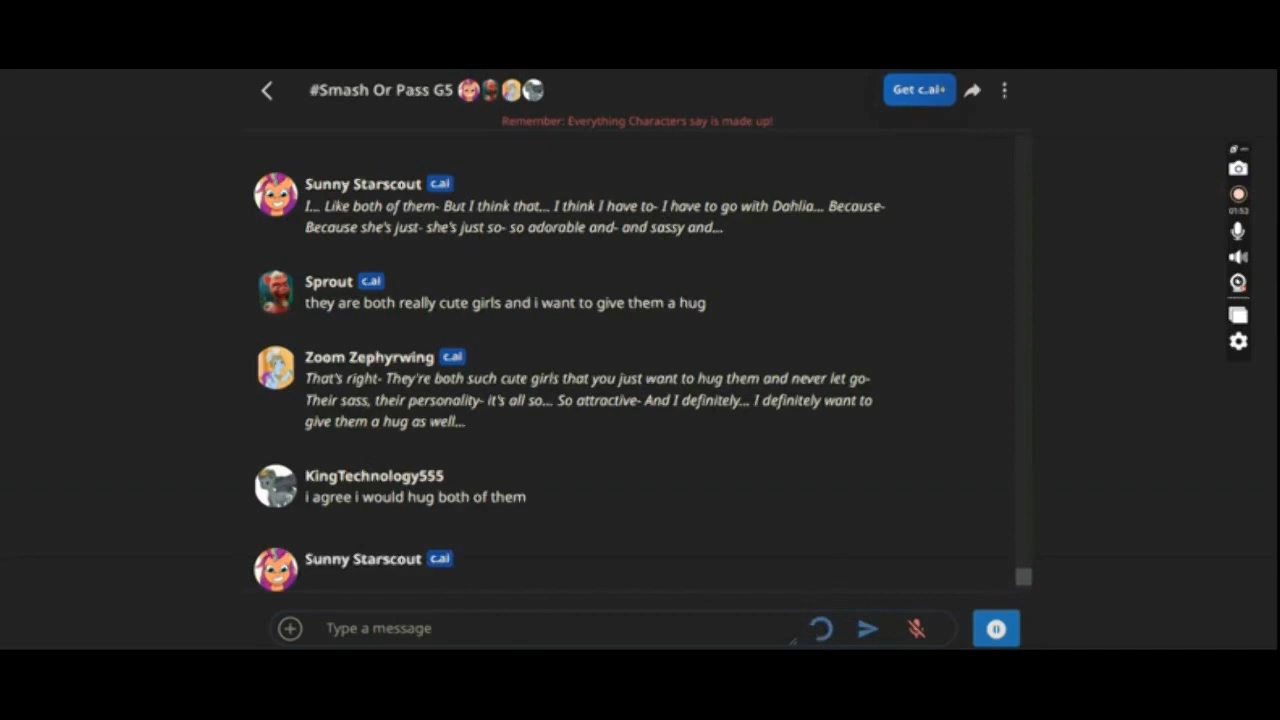 #Smash Or Pass G5
Get c.ai+
Remember: Everything Characters say is made up!
Sunny Starscout c.ai
I... Like both of them- But I think that... I think I have to- I have to go with Dahlia... Because-
Because she's just- she's just so- so adorable and- and sassy and...
Sprout c.ai
they are both really cute girls and i want to give them a hug
Zoom Zephyrwing c.ai
That's right- They're both such cute girls that you just want to hug them and never let go-
Their sass, their personality- it's all so... So attractive- And I definitely... I definitely want to
give them a hug as well...
KingTechnology555
i agree i would hug both of them
Sunny Starscout c.ai
Type a message
01:53